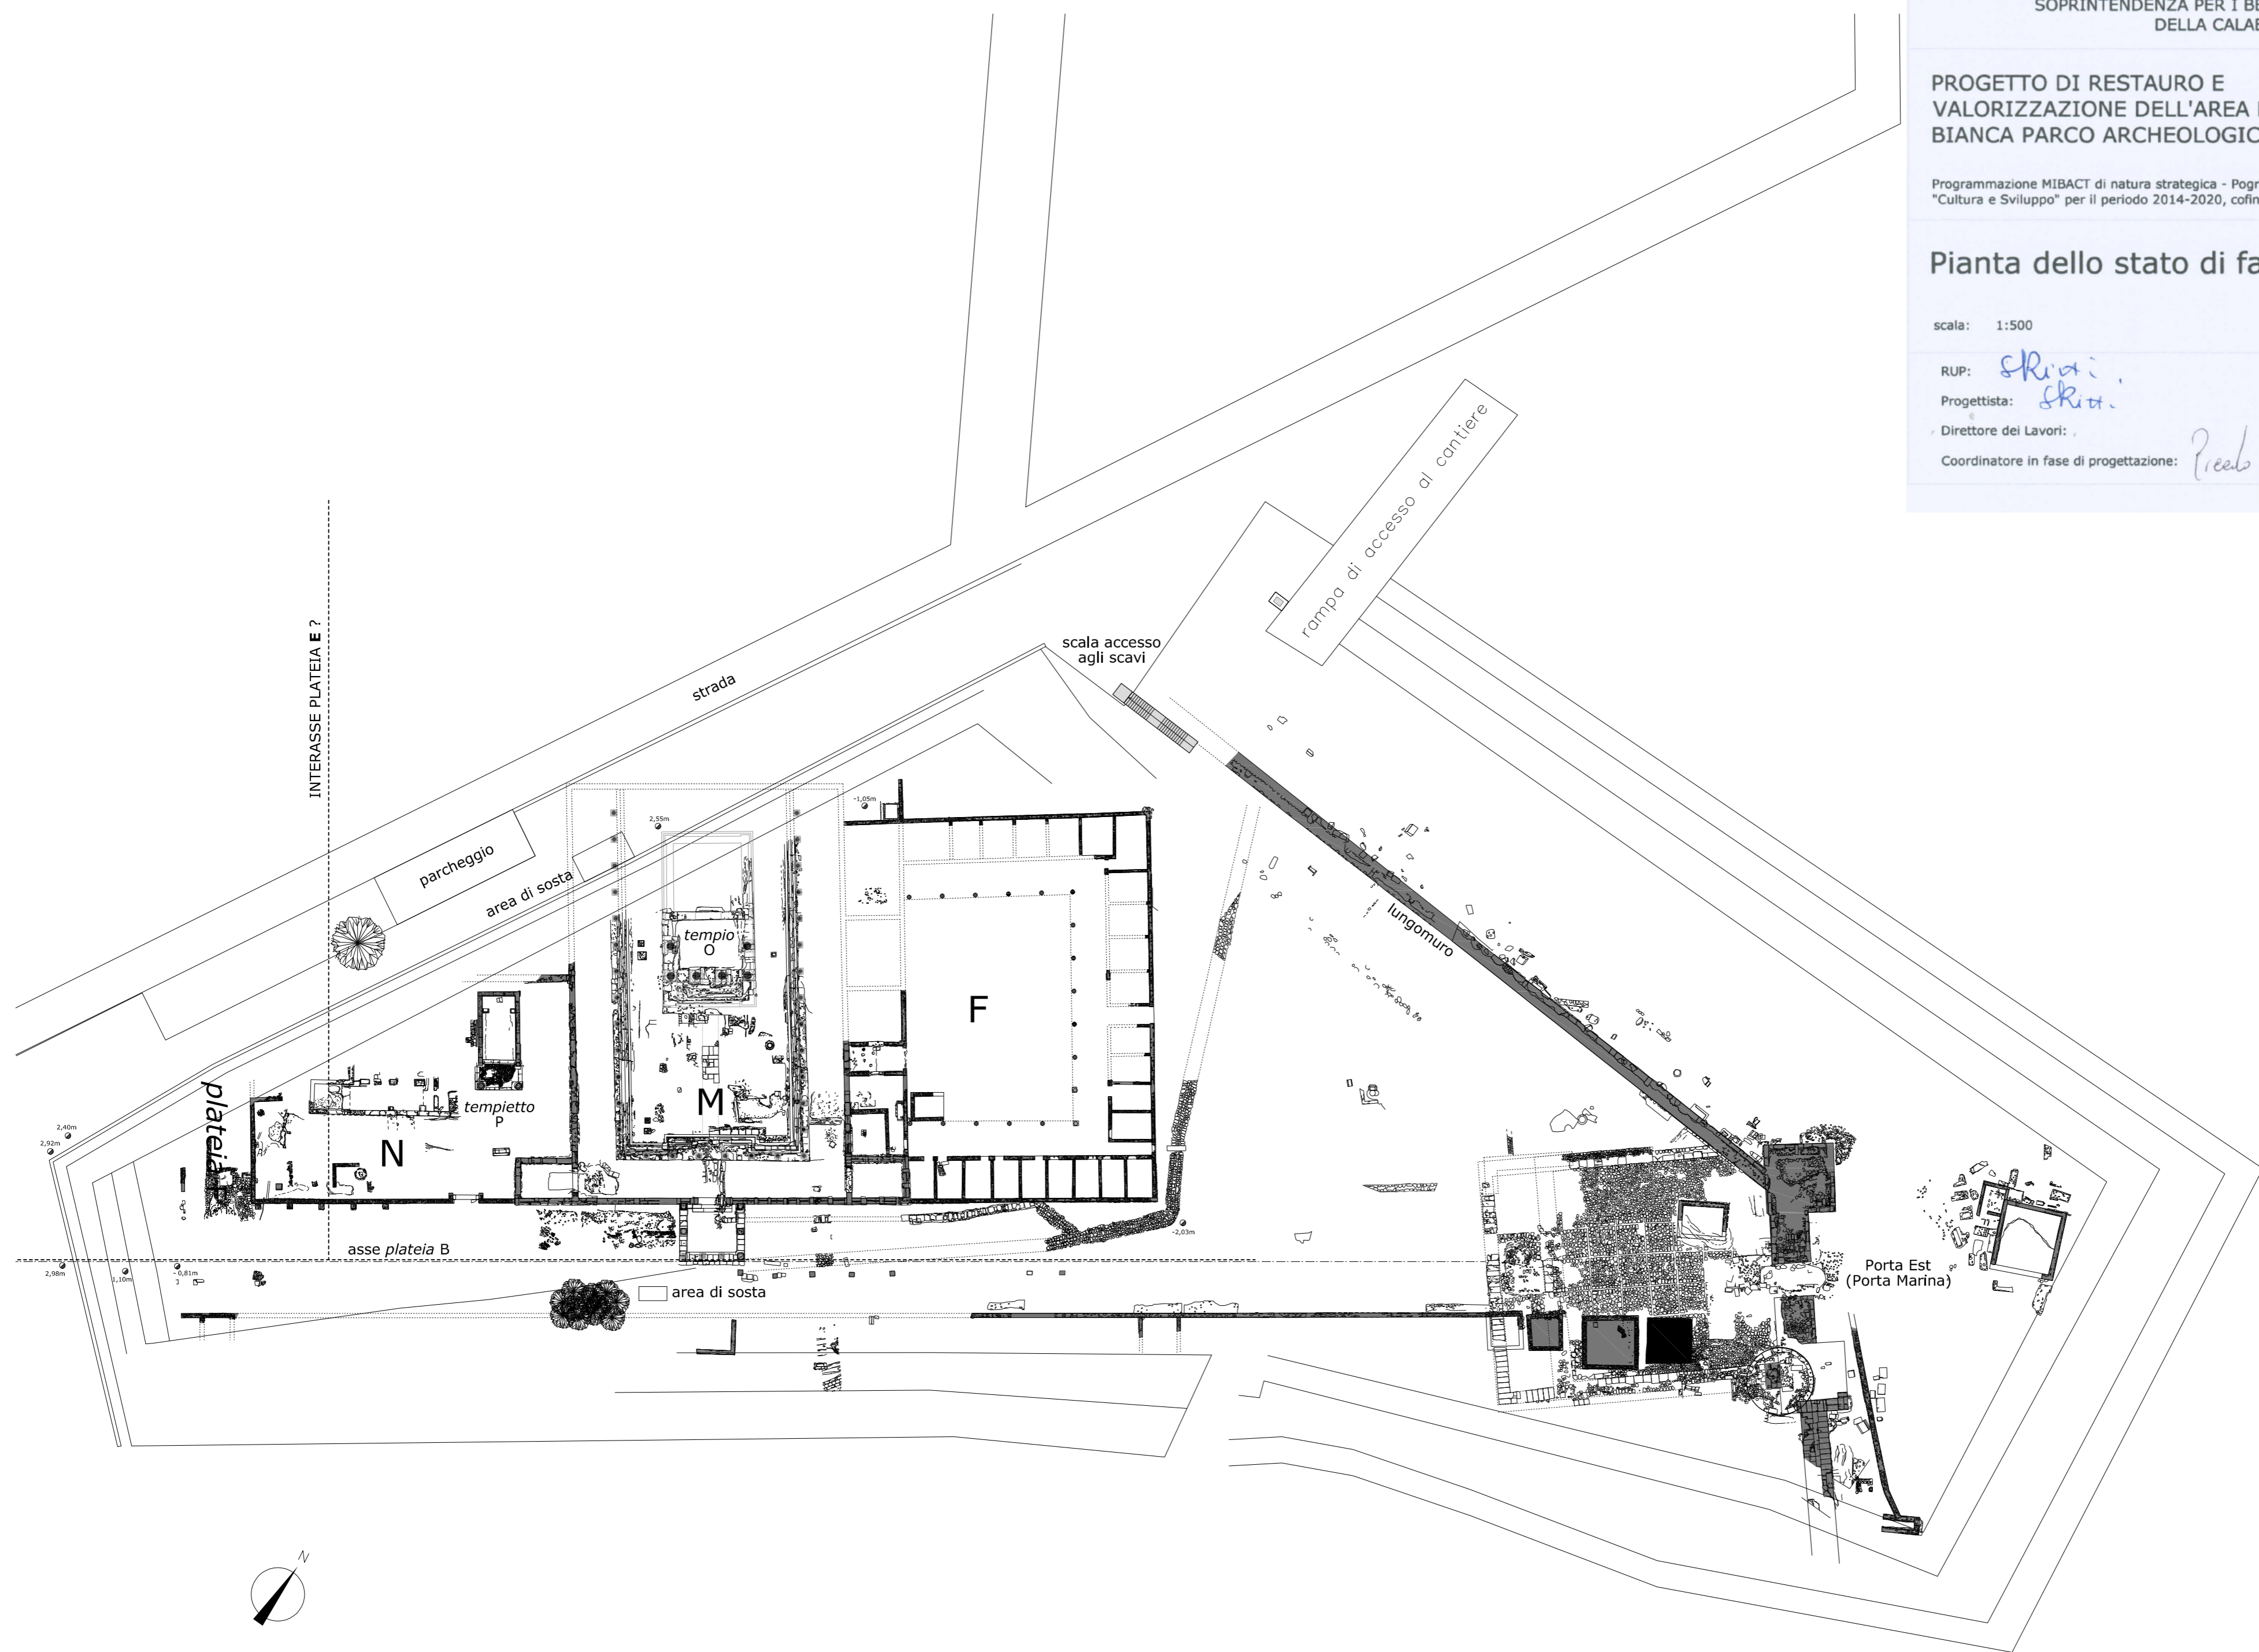 SOPRINTENDENZA PER I BE
DELLA CALAB
PROGETTO DI RESTAURO E
VALORIZZAZIONE DELL'AREA
BIANCA PARCO ARCHEOLOGIC
Programmazione MIBACT di natura strategica - Pogr
"Cultura e Sviluppo" per il periodo 2014-2020, cofin
Pianta dello stato di fa
scala: 1:500
RUP:
Progettista:
Direttore dei Lavori:
Coordinatore in fase di progettazione:
rampa di accesso al cantiere
scala accesso
agli scavi
INTERASSE PLATEIA E ?
strada
parcheggio
area di sosta
-1,05m
2,55m
tempio
O
lungomuro
F
M
plateia
tempietto
P
N
2,40m
2,92m
-2,03m
asse plateia B
2,98m
1,10m
- 0,81m
area di sosta
Porta Est
(Porta Marina)
N